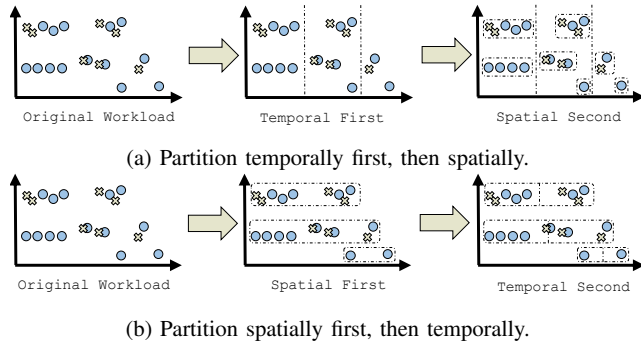 Original Workload
Temporal First
Spatial Second
(a) Partition temporally first, then spatially.
Original Workload
Spatial First
Temporal Second
(b) Partition spatially first, then temporally.